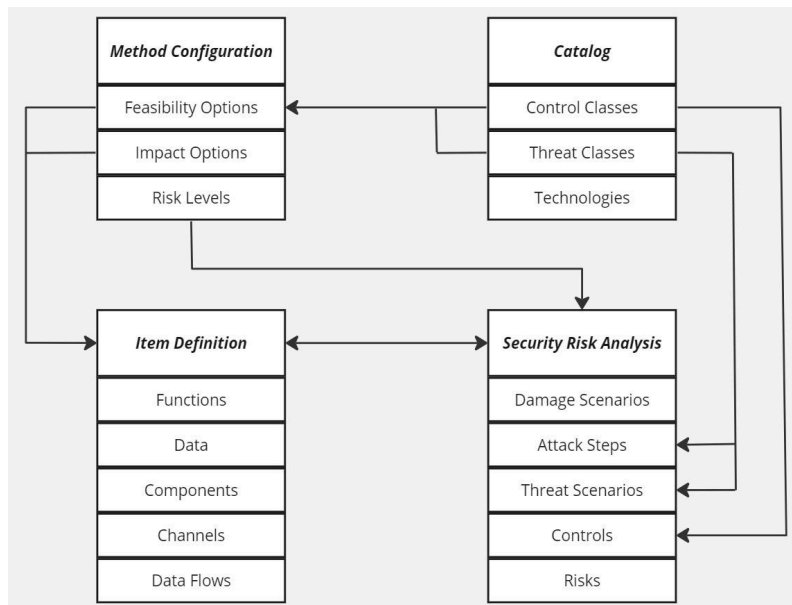 Method Configuration
Feasibility Options
Impact Options
Risk Levels
Catalog
Control Classes
Threat Classes
Technologies
Item Definition
Functions
Data
Components
Channels
Data Flows
Security Risk Analysis
Damage Scenarios
Attack Steps
Threat Scenarios
Controls
Risks